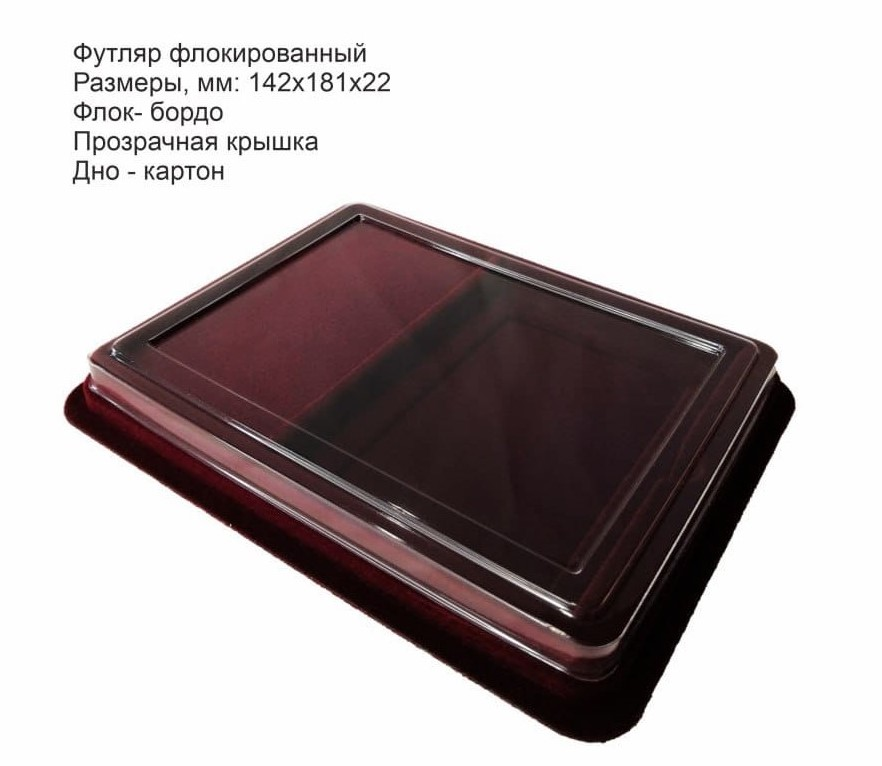 Футляр флокированный
Размеры, мм: 142х181х22
Флок- бордо
Прозрачная крышка
Дно - картон